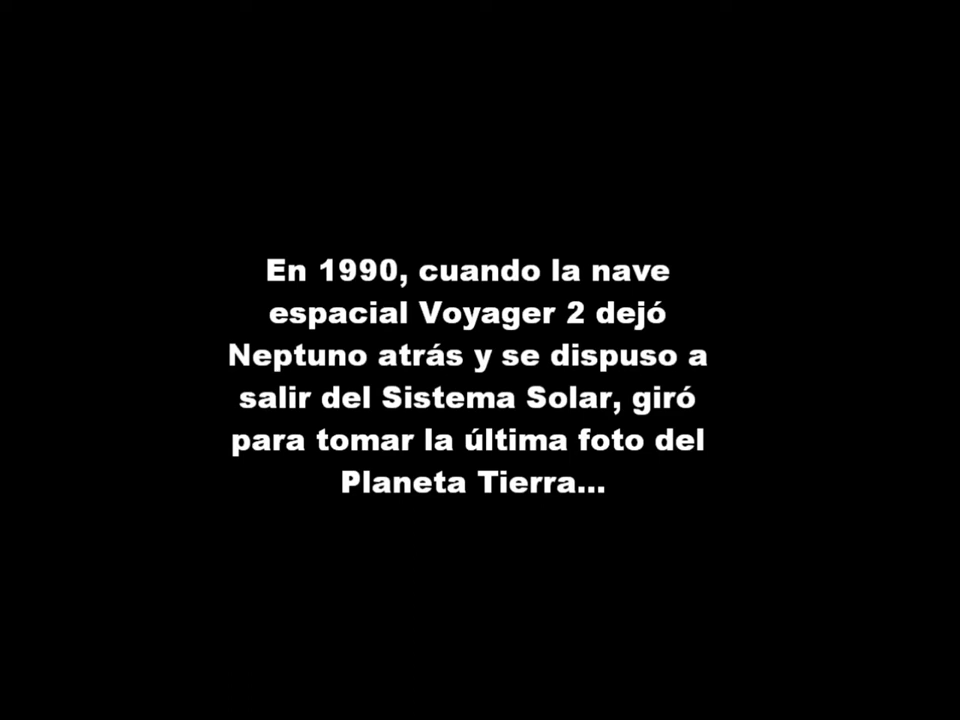 En 1990, cuando la nave
espacial Voyager 2 dejó
Neptuno atrás y se dispuso a
salir del Sistema Solar, giró
para tomar la última foto del
Planeta Tierra...